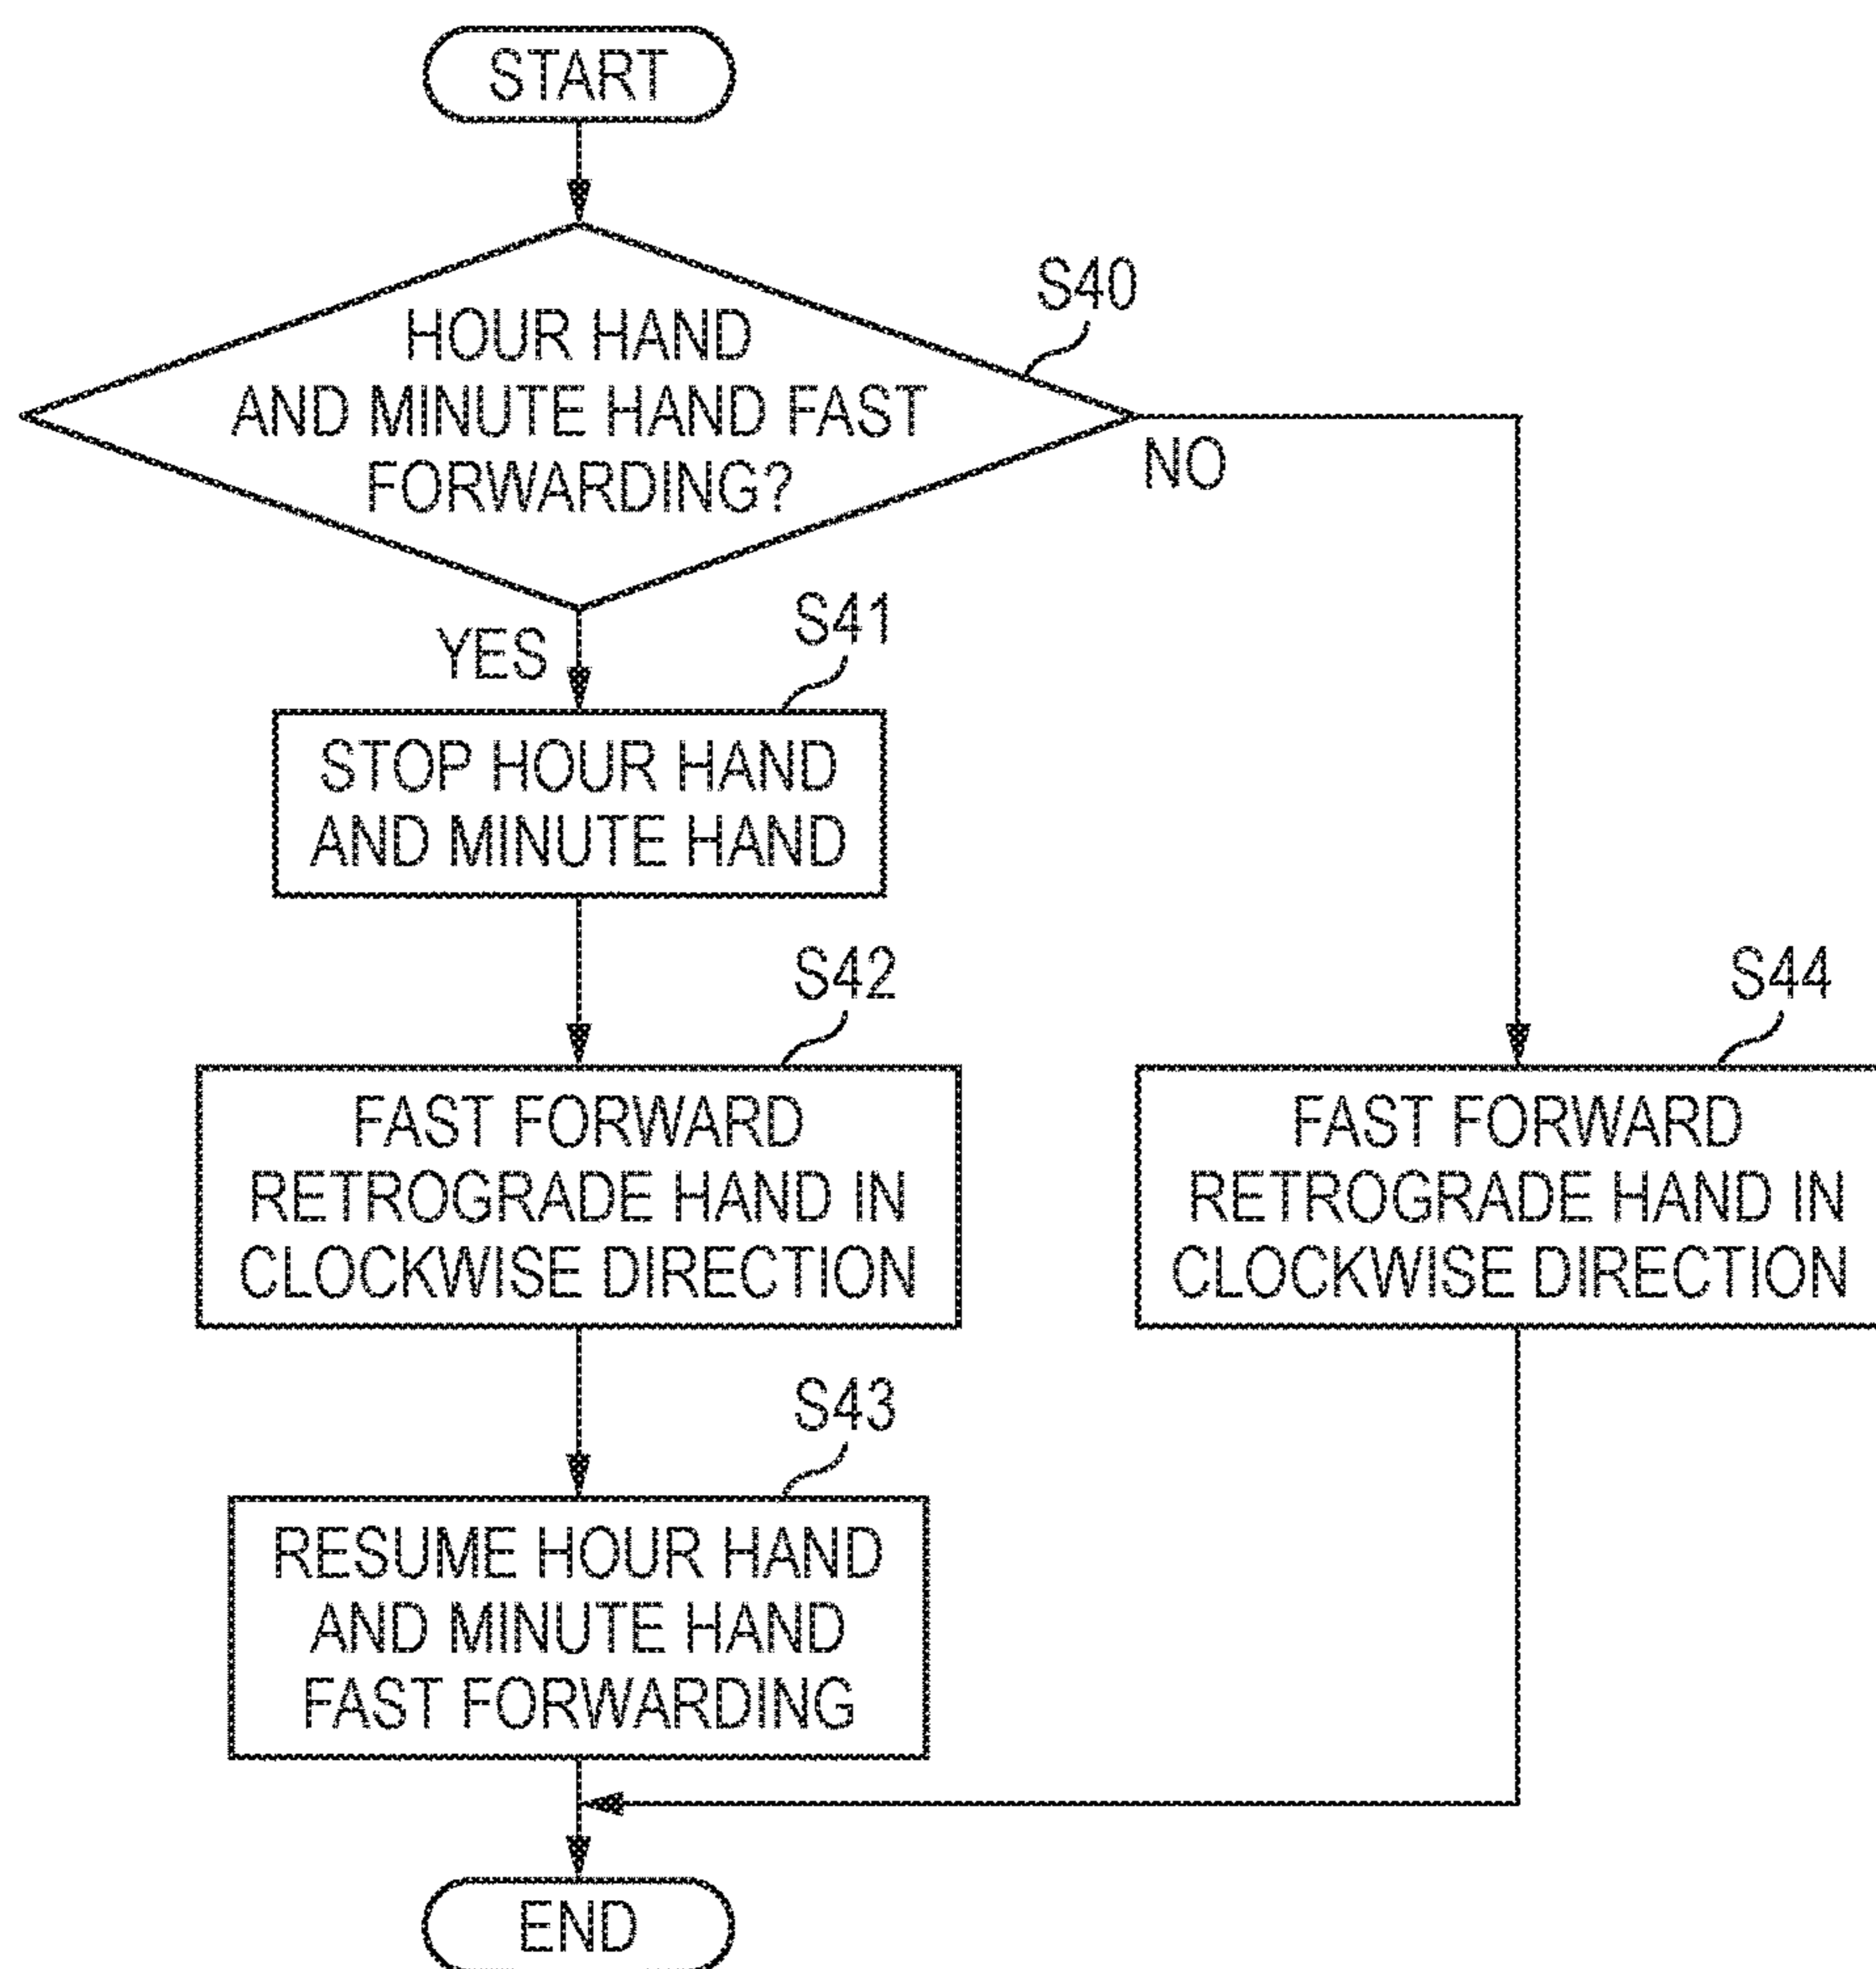 START
S40
HOUR HAND
AND MINUTE HAND FAST
FORWARDING?
NO
YES
S41
STOP HOUR HAND
AND MINUTE HAND
S42
FAST FORWARD
RETROGRADE HAND IN
CLOCKWISE DIRECTION
S44
FAST FORWARD
RETROGRADE HAND IN
CLOCKWISE DIRECTION
S43
RESUME HOUR HAND
AND MINUTE HAND
FAST FORWARDING
END